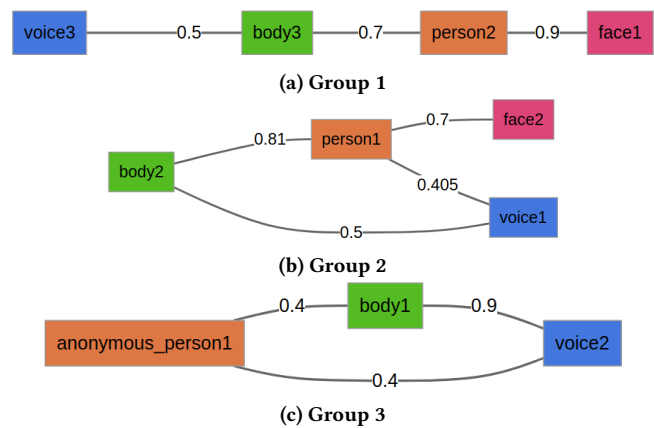 voice3 0.5 body3 0.7 person2 0.9 face1
(a) Group 1
face2
0.7
person1
0.81
body2
0.405
voice1
0.5
(b) Group 2
body1
0.4 0.9
anonymous_person1 voice2
0.4
(c) Group 3